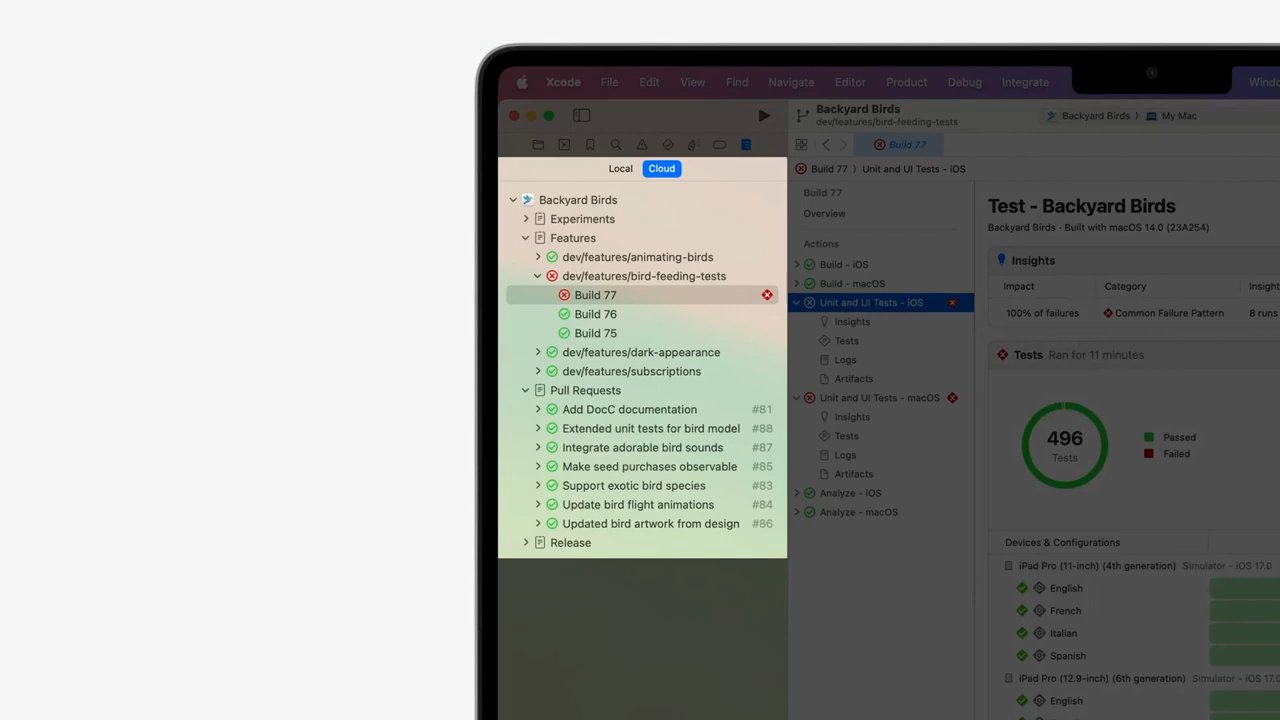 Xcode File Edit View Find Navigate Editor Product Debug Integrate
Backyard Birds
dev/features/bird-feeding-tests
Backyard Birds
My Mac
Build 77
Local
Cloud
Backyard Birds
Experiments
Features
dev/features/animating-birds
dev/features/bird-feeding-tests
Build 77
Build 76
Build 75
dev/features/dark-appearance
dev/features/subscriptions
Pull Requests
Add DocC documentation #81
Extended unit tests for bird model #88
Integrate adorable bird sounds #87
Make seed purchases observable #85
Support exotic bird species #83
Update bird flight animations #84
Updated bird artwork from design #86
Release
Build 77 ⟩ Unit and UI Tests - iOS
Build 77
Overview
Actions
Build - iOS
Build - macOS
Unit and UI Tests - iOS
Insights
Tests
Logs
Artifacts
Unit and UI Tests - macOS
Insights
Tests
Logs
Artifacts
Analyze - iOS
Analyze - macOS
Test - Backyard Birds
Backyard Birds · Built with macOS 14.0 (23A254)
Insights
Impact Category
100% of failures Common Failure Pattern 8 runs
Tests Ran for 11 minutes
496
Tests
Passed
Failed
Devices & Configurations
iPad Pro (11-inch) (4th generation) Simulator - iOS 17.0
English
French
Italian
Spanish
iPad Pro (12.9-inch) (6th generation) Simulator - iOS
English